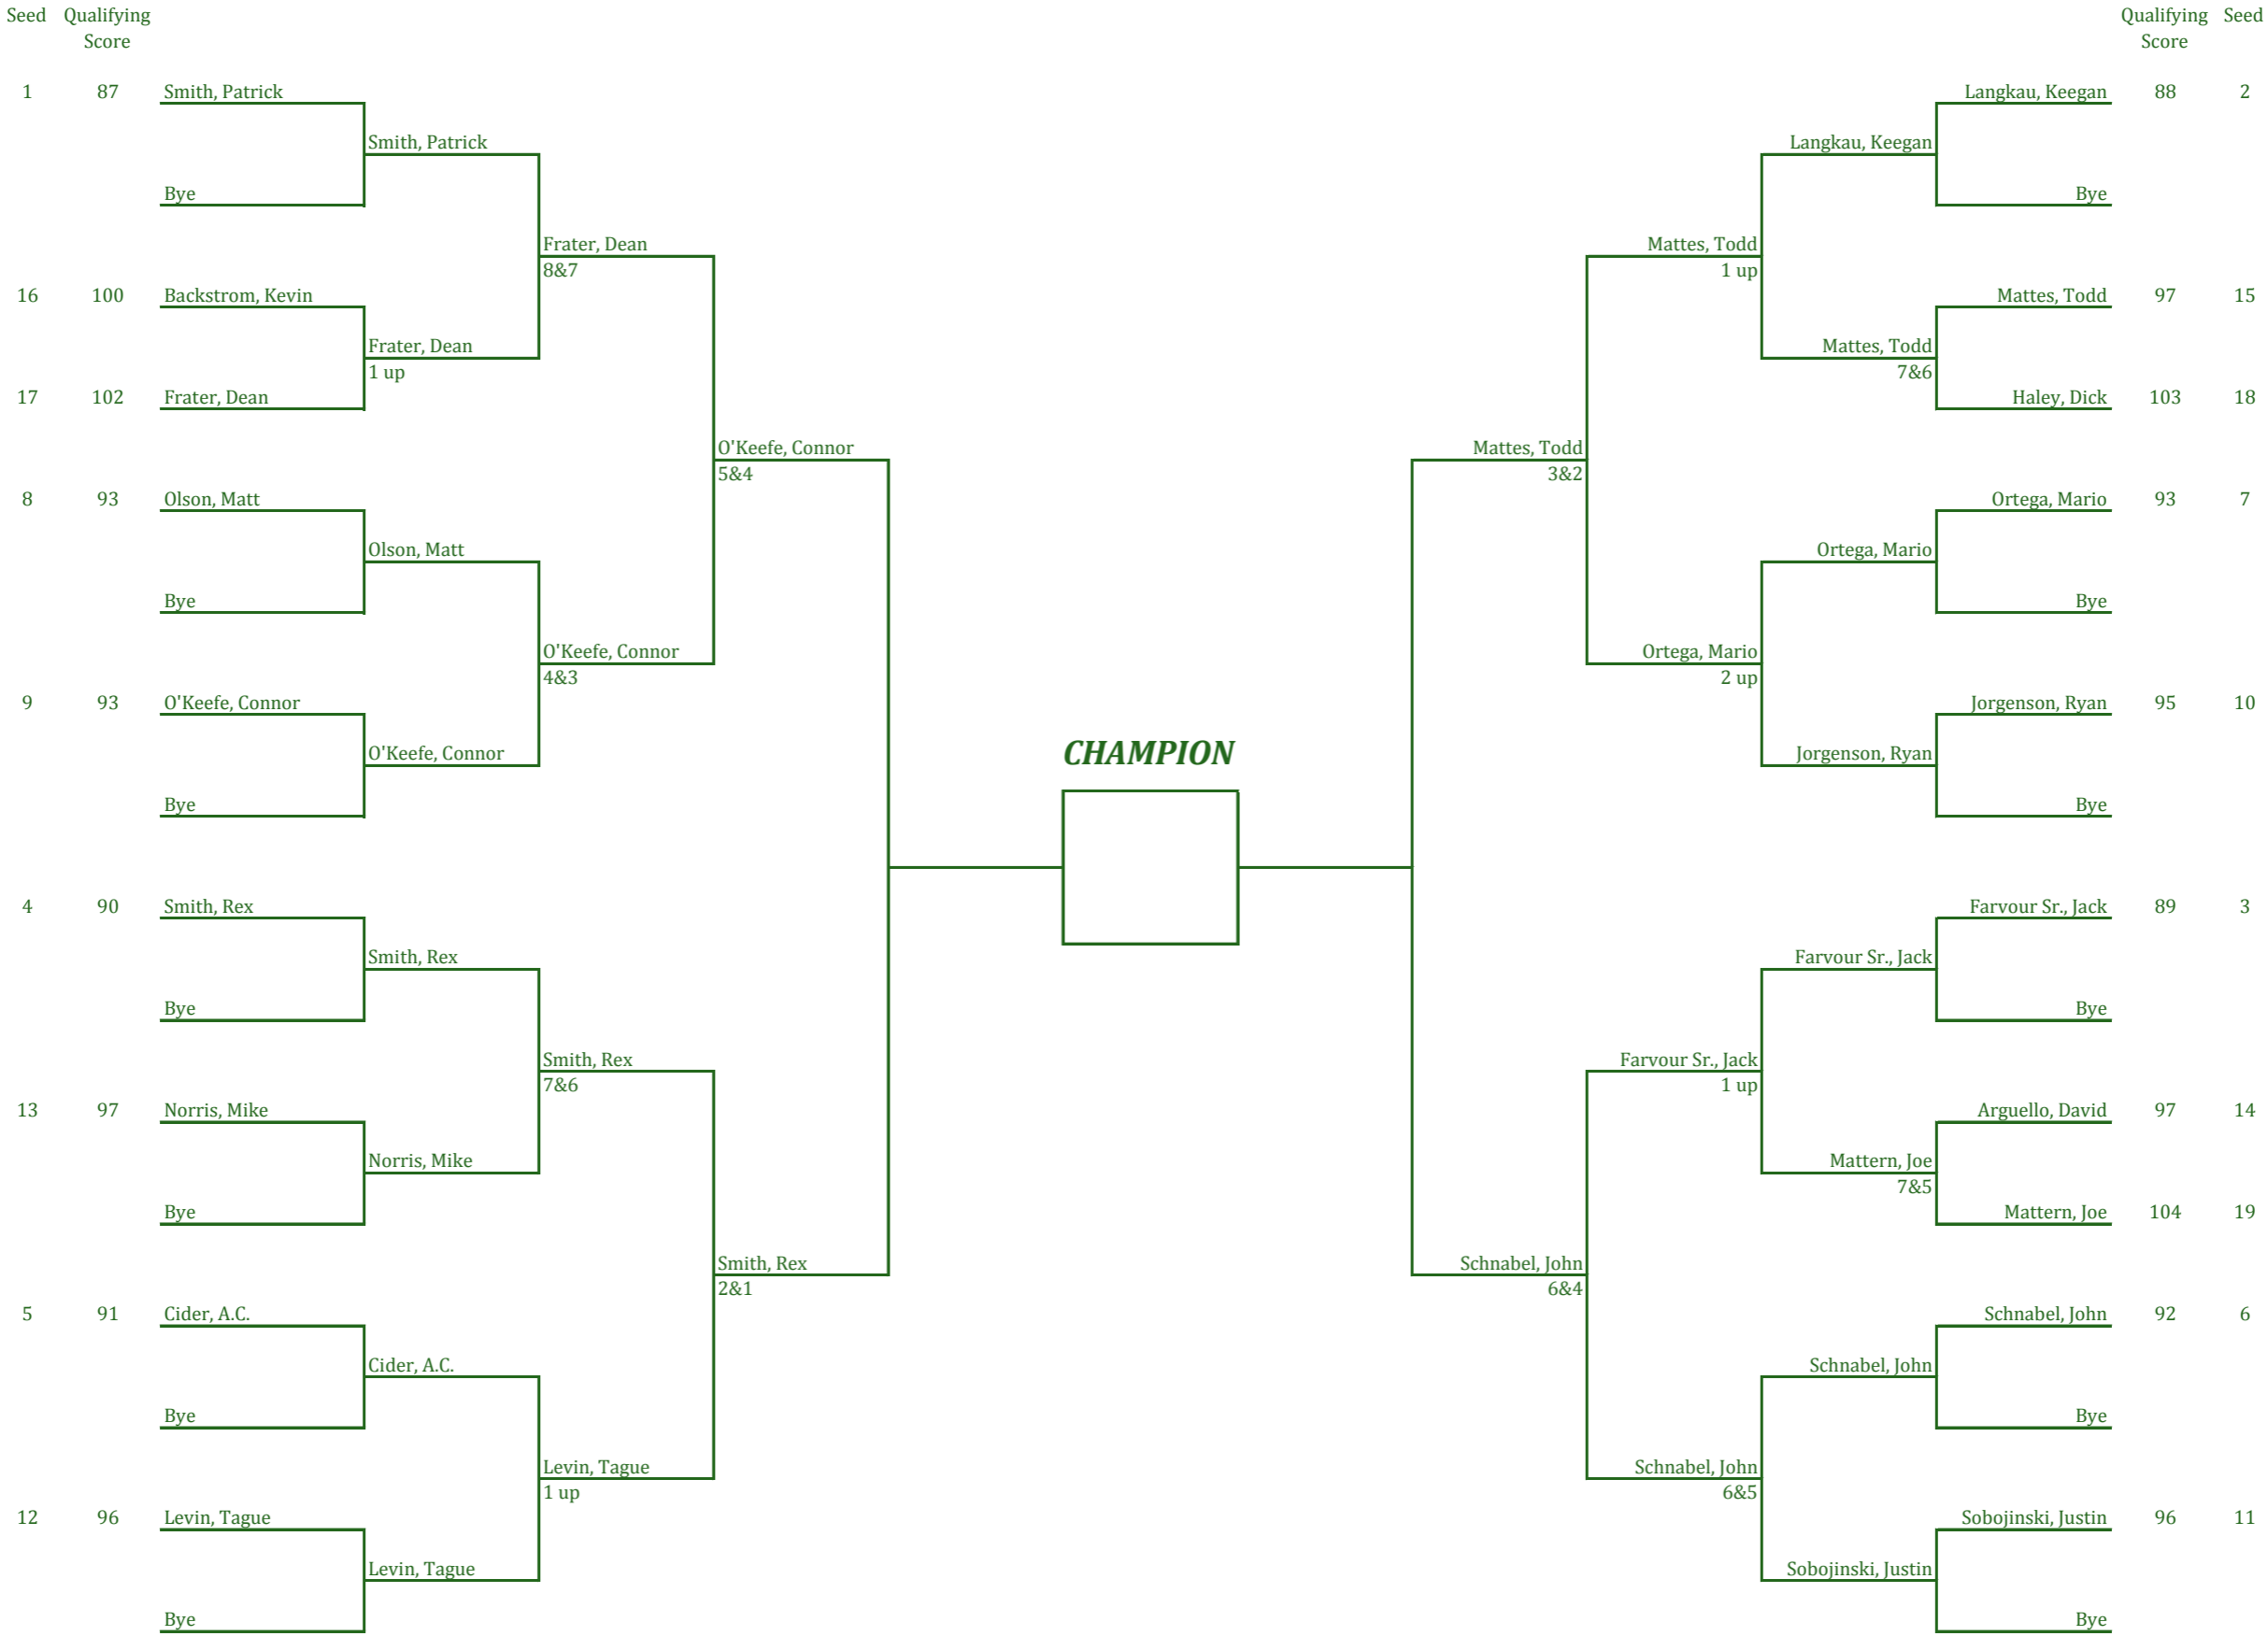 Seed Qualifying Score Qualifying Score Seed
1 87 Smith, Patrick Langkau, Keegan 88 2
Smith, Patrick Langkau, Keegan
Bye Bye
Frater, Dean Mattes, Todd
8&7 1 up
16 100 Backstrom, Kevin Mattes, Todd 97 15
Frater, Dean Mattes, Todd
1 up 7&6
17 102 Frater, Dean Haley, Dick 103 18
O'Keefe, Connor Mattes, Todd
5&4 3&2
8 93 Olson, Matt Ortega, Mario 93 7
Olson, Matt Ortega, Mario
Bye Bye
O'Keefe, Connor Ortega, Mario
4&3 2 up
9 93 O'Keefe, Connor Jorgenson, Ryan 95 10
O'Keefe, Connor CHAMPION Jorgenson, Ryan
Bye Bye
4 90 Smith, Rex Farvour Sr., Jack 89 3
Smith, Rex Farvour Sr., Jack
Bye Bye
Smith, Rex Farvour Sr., Jack
7&6 1 up
13 97 Norris, Mike Arguello, David 97 14
Norris, Mike Mattern, Joe
7&5
Bye Mattern, Joe 104 19
Smith, Rex Schnabel, John
2&1 6&4
5 91 Cider, A.C. Schnabel, John 92 6
Cider, A.C. Schnabel, John
Bye Bye
Levin, Tague Schnabel, John
1 up 6&5
12 96 Levin, Tague Sobojinski, Justin 96 11
Levin, Tague Sobojinski, Justin
Bye Bye